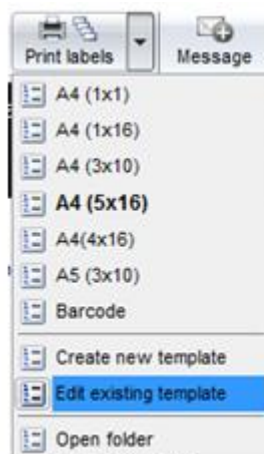 Print labels
Message
A4 (1x1)
A4 (1x16)
A4 (3x10)
A4 (5x16)
A4(4x16)
A5 (3x10)
Barcode
Create new template
Edit existing template
Open folder